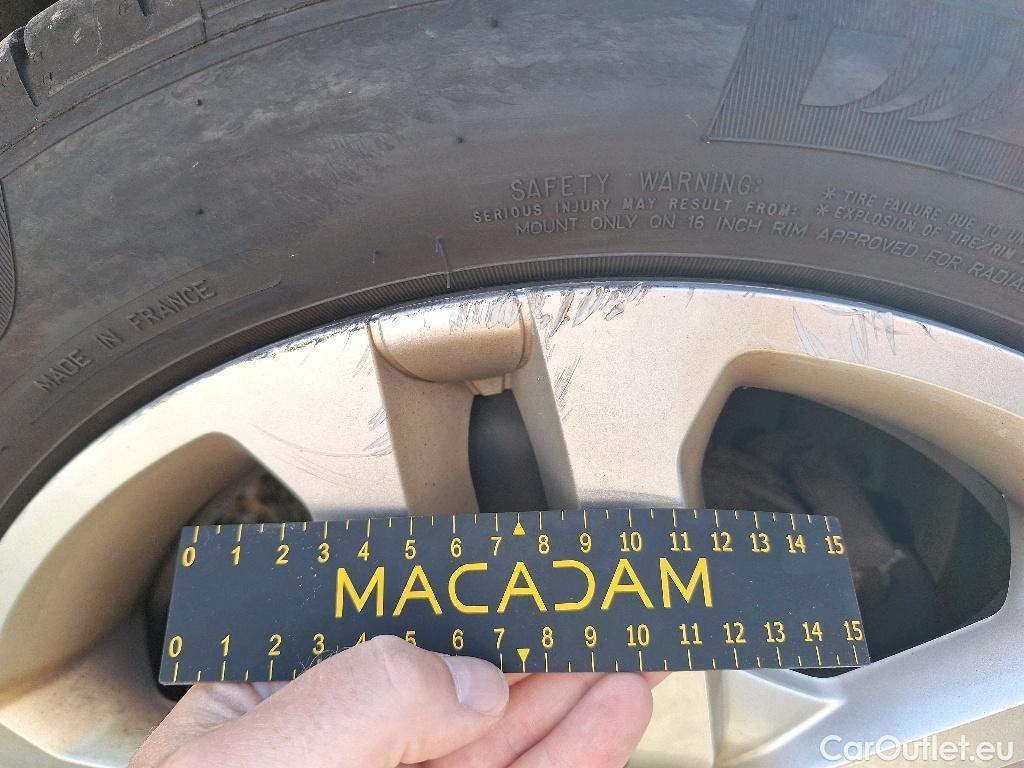 SAFETY WARNING:
SERIOUS INJURY MAY RESULT FROM: * TIRE FAILURE DUE TO
* EXPLOSION OF TIRE/RIM
MOUNT ONLY ON 16 INCH RIM APPROVED FOR
MADE IN FRANCE
0 1 2 3 4 5 6 7 8 9 10 11 12 13 14 15
MACADAM
0 1 2 3 4 5 6 7 8 9 10 11 12 13 14 15
CarOutlet.eu